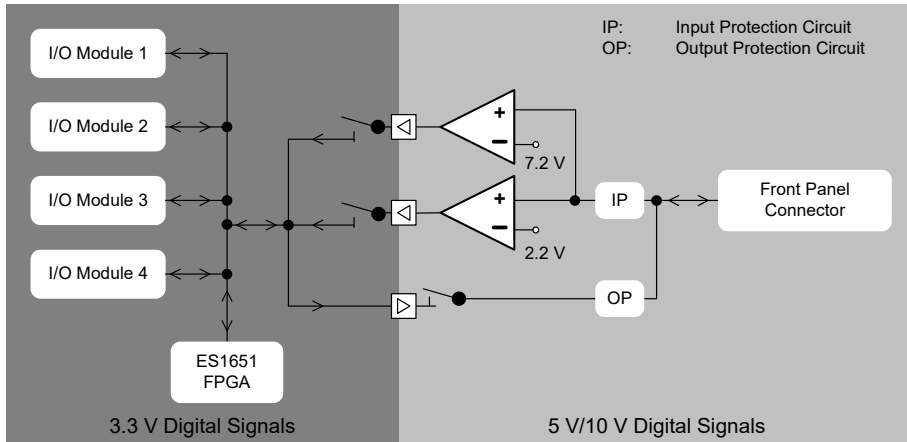 IP: Input Protection Circuit
OP: Output Protection Circuit
I/O Module 1
I/O Module 2
I/O Module 3
I/O Module 4
+
−
7.2 V
+
−
2.2 V
IP
Front Panel
Connector
OP
ES1651
FPGA
3.3 V Digital Signals
5 V/10 V Digital Signals